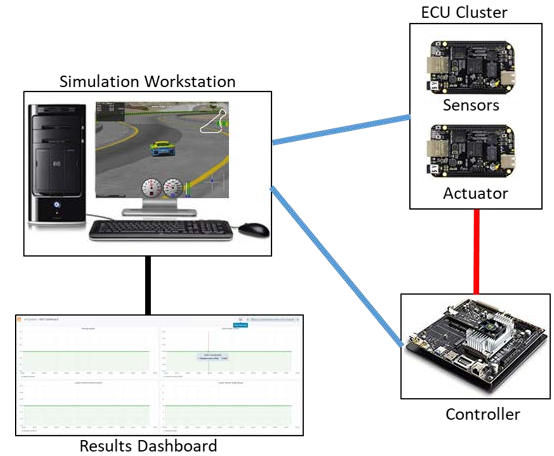 ECU Cluster
Simulation Workstation
Sensors
Actuator
Controller
Results Dashboard